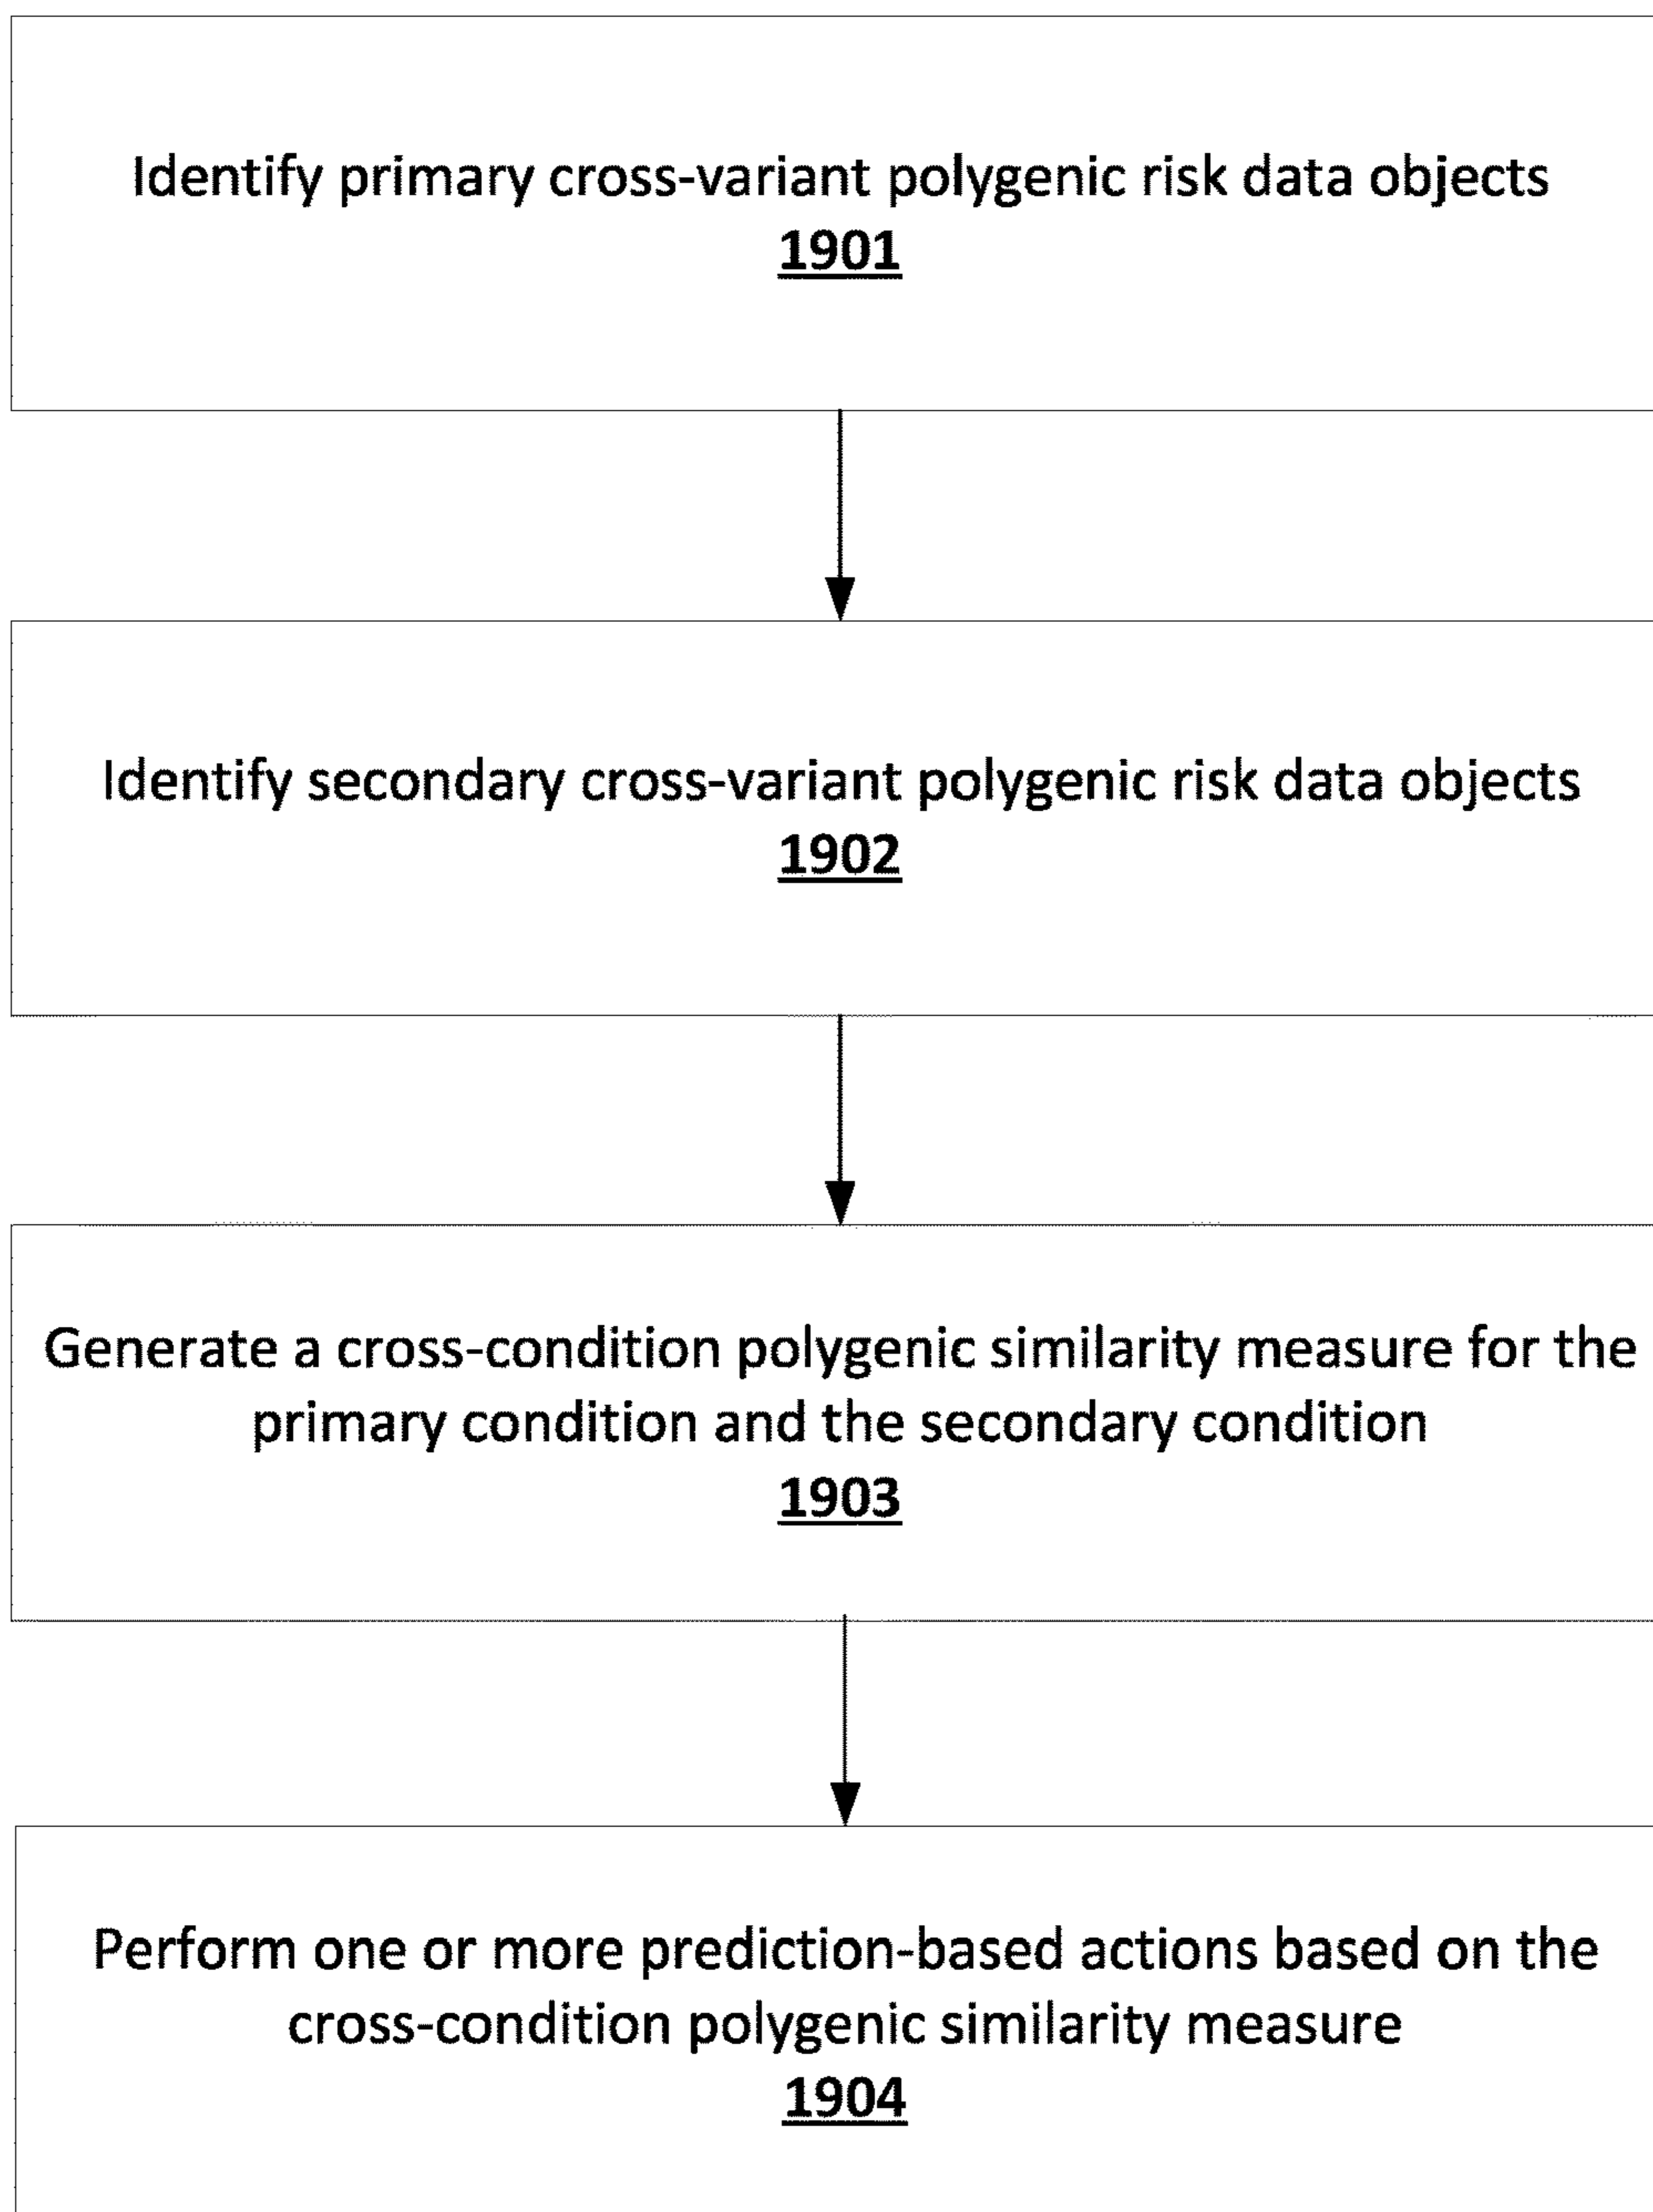 Identify primary cross-variant polygenic risk data objects
1901
Identify secondary cross-variant polygenic risk data objects
1902
Generate a cross-condition polygenic similarity measure for the
primary condition and the secondary condition
1903
Perform one or more prediction-based actions based on the
cross-condition polygenic similarity measure
1904